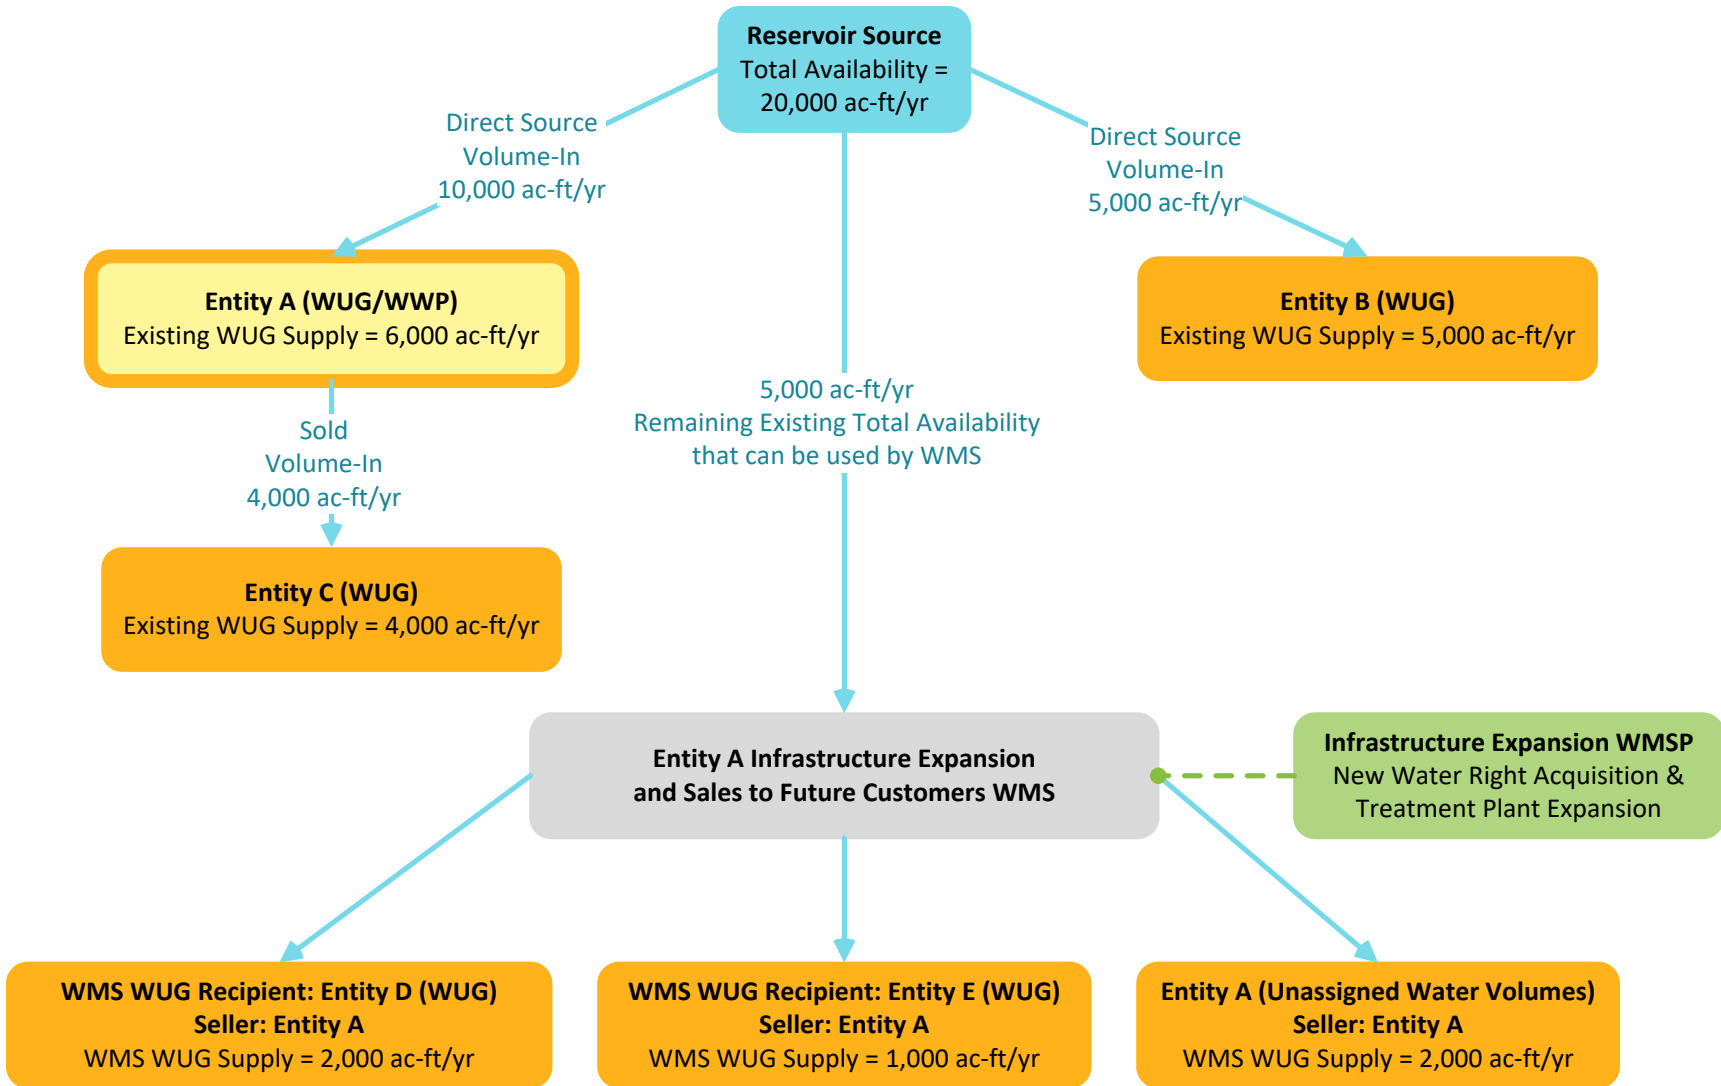 Reservoir Source
Total Availability =
20,000 ac-ft/yr
Direct Source
Volume-In
10,000 ac-ft/yr
Direct Source
Volume-In
5,000 ac-ft/yr
Entity A (WUG/WWP)
Existing WUG Supply = 6,000 ac-ft/yr
Entity B (WUG)
Existing WUG Supply = 5,000 ac-ft/yr
5,000 ac-ft/yr
Remaining Existing Total Availability
that can be used by WMS
Sold
Volume-In
4,000 ac-ft/yr
Entity C (WUG)
Existing WUG Supply = 4,000 ac-ft/yr
Entity A Infrastructure Expansion
and Sales to Future Customers WMS
Infrastructure Expansion WMSP
New Water Right Acquisition &
Treatment Plant Expansion
WMS WUG Recipient: Entity D (WUG)
Seller: Entity A
WMS WUG Supply = 2,000 ac-ft/yr
WMS WUG Recipient: Entity E (WUG)
Seller: Entity A
WMS WUG Supply = 1,000 ac-ft/yr
Entity A (Unassigned Water Volumes)
Seller: Entity A
WMS WUG Supply = 2,000 ac-ft/yr